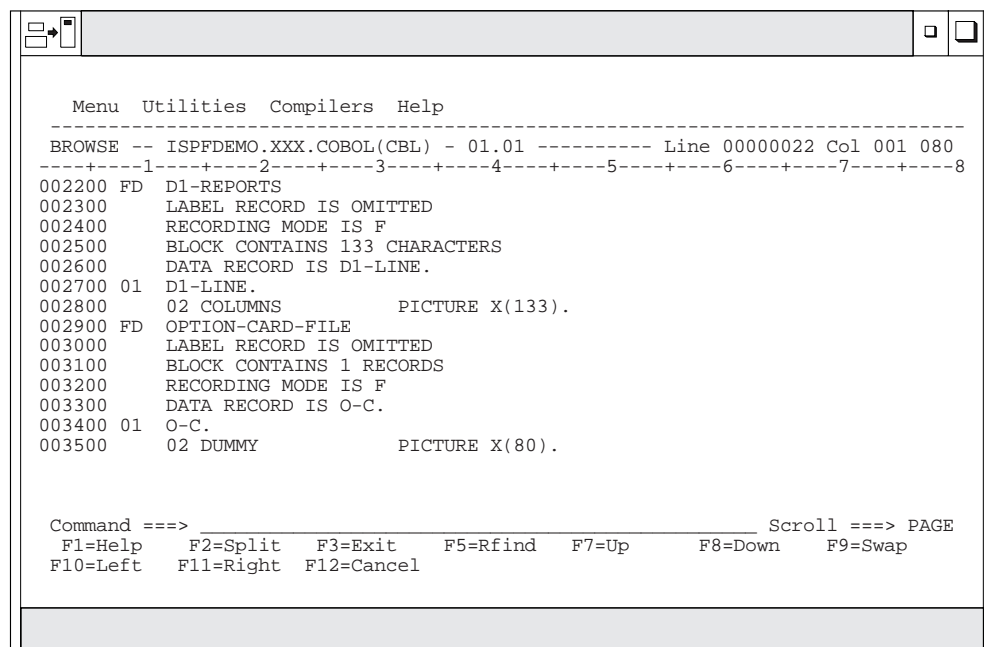 Menu  Utilities  Compilers  Help
------------------------------------------------------------------------------
BROWSE -- ISPFDEMO.XXX.COBOL(CBL) - 01.01 ---------- Line 00000022 Col 001 080
----+----1----+----2----+----3----+----4----+----5----+----6----+----7----+----8
002200 FD  D1-REPORTS
002300     LABEL RECORD IS OMITTED
002400     RECORDING MODE IS F
002500     BLOCK CONTAINS 133 CHARACTERS
002600     DATA RECORD IS D1-LINE.
002700 01  D1-LINE.
002800     02 COLUMNS          PICTURE X(133).
002900 FD  OPTION-CARD-FILE
003000     LABEL RECORD IS OMITTED
003100     BLOCK CONTAINS 1 RECORDS
003200     RECORDING MODE IS F
003300     DATA RECORD IS O-C.
003400 01  O-C.
003500     02 DUMMY            PICTURE X(80).
Command ===> ________________________________________________ Scroll ===> PAGE
F1=Help    F2=Split   F3=Exit    F5=Rfind   F7=Up      F8=Down    F9=Swap
F10=Left   F11=Right  F12=Cancel